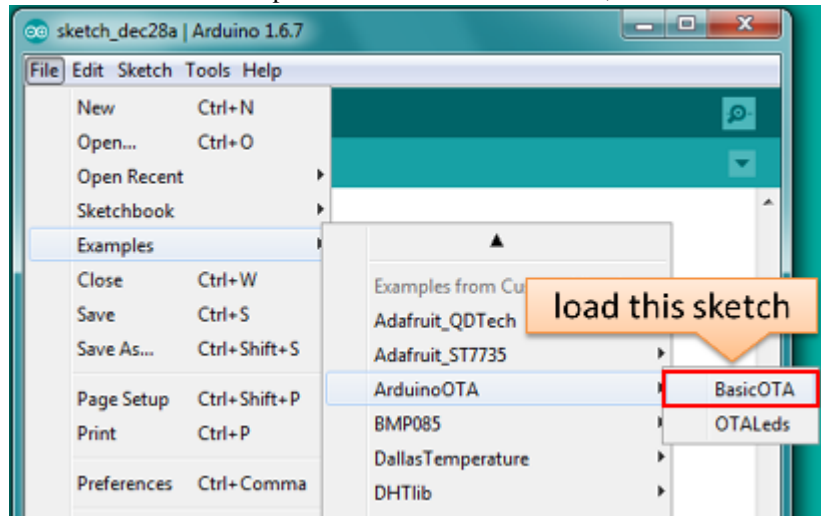 sketch_dec28a | Arduino 1.6.7
File Edit Sketch Tools Help
New Ctrl+N
Open... Ctrl+O
Open Recent
Sketchbook
Examples
Close Ctrl+W
Save Ctrl+S
Save As... Ctrl+Shift+S
Page Setup Ctrl+Shift+P
Print Ctrl+P
Preferences Ctrl+Comma
Examples from
Adafruit_QDTech
Adafruit_ST7735
ArduinoOTA
BMP085
DallasTemperature
DHTlib
load this sketch
BasicOTA
OTALeds